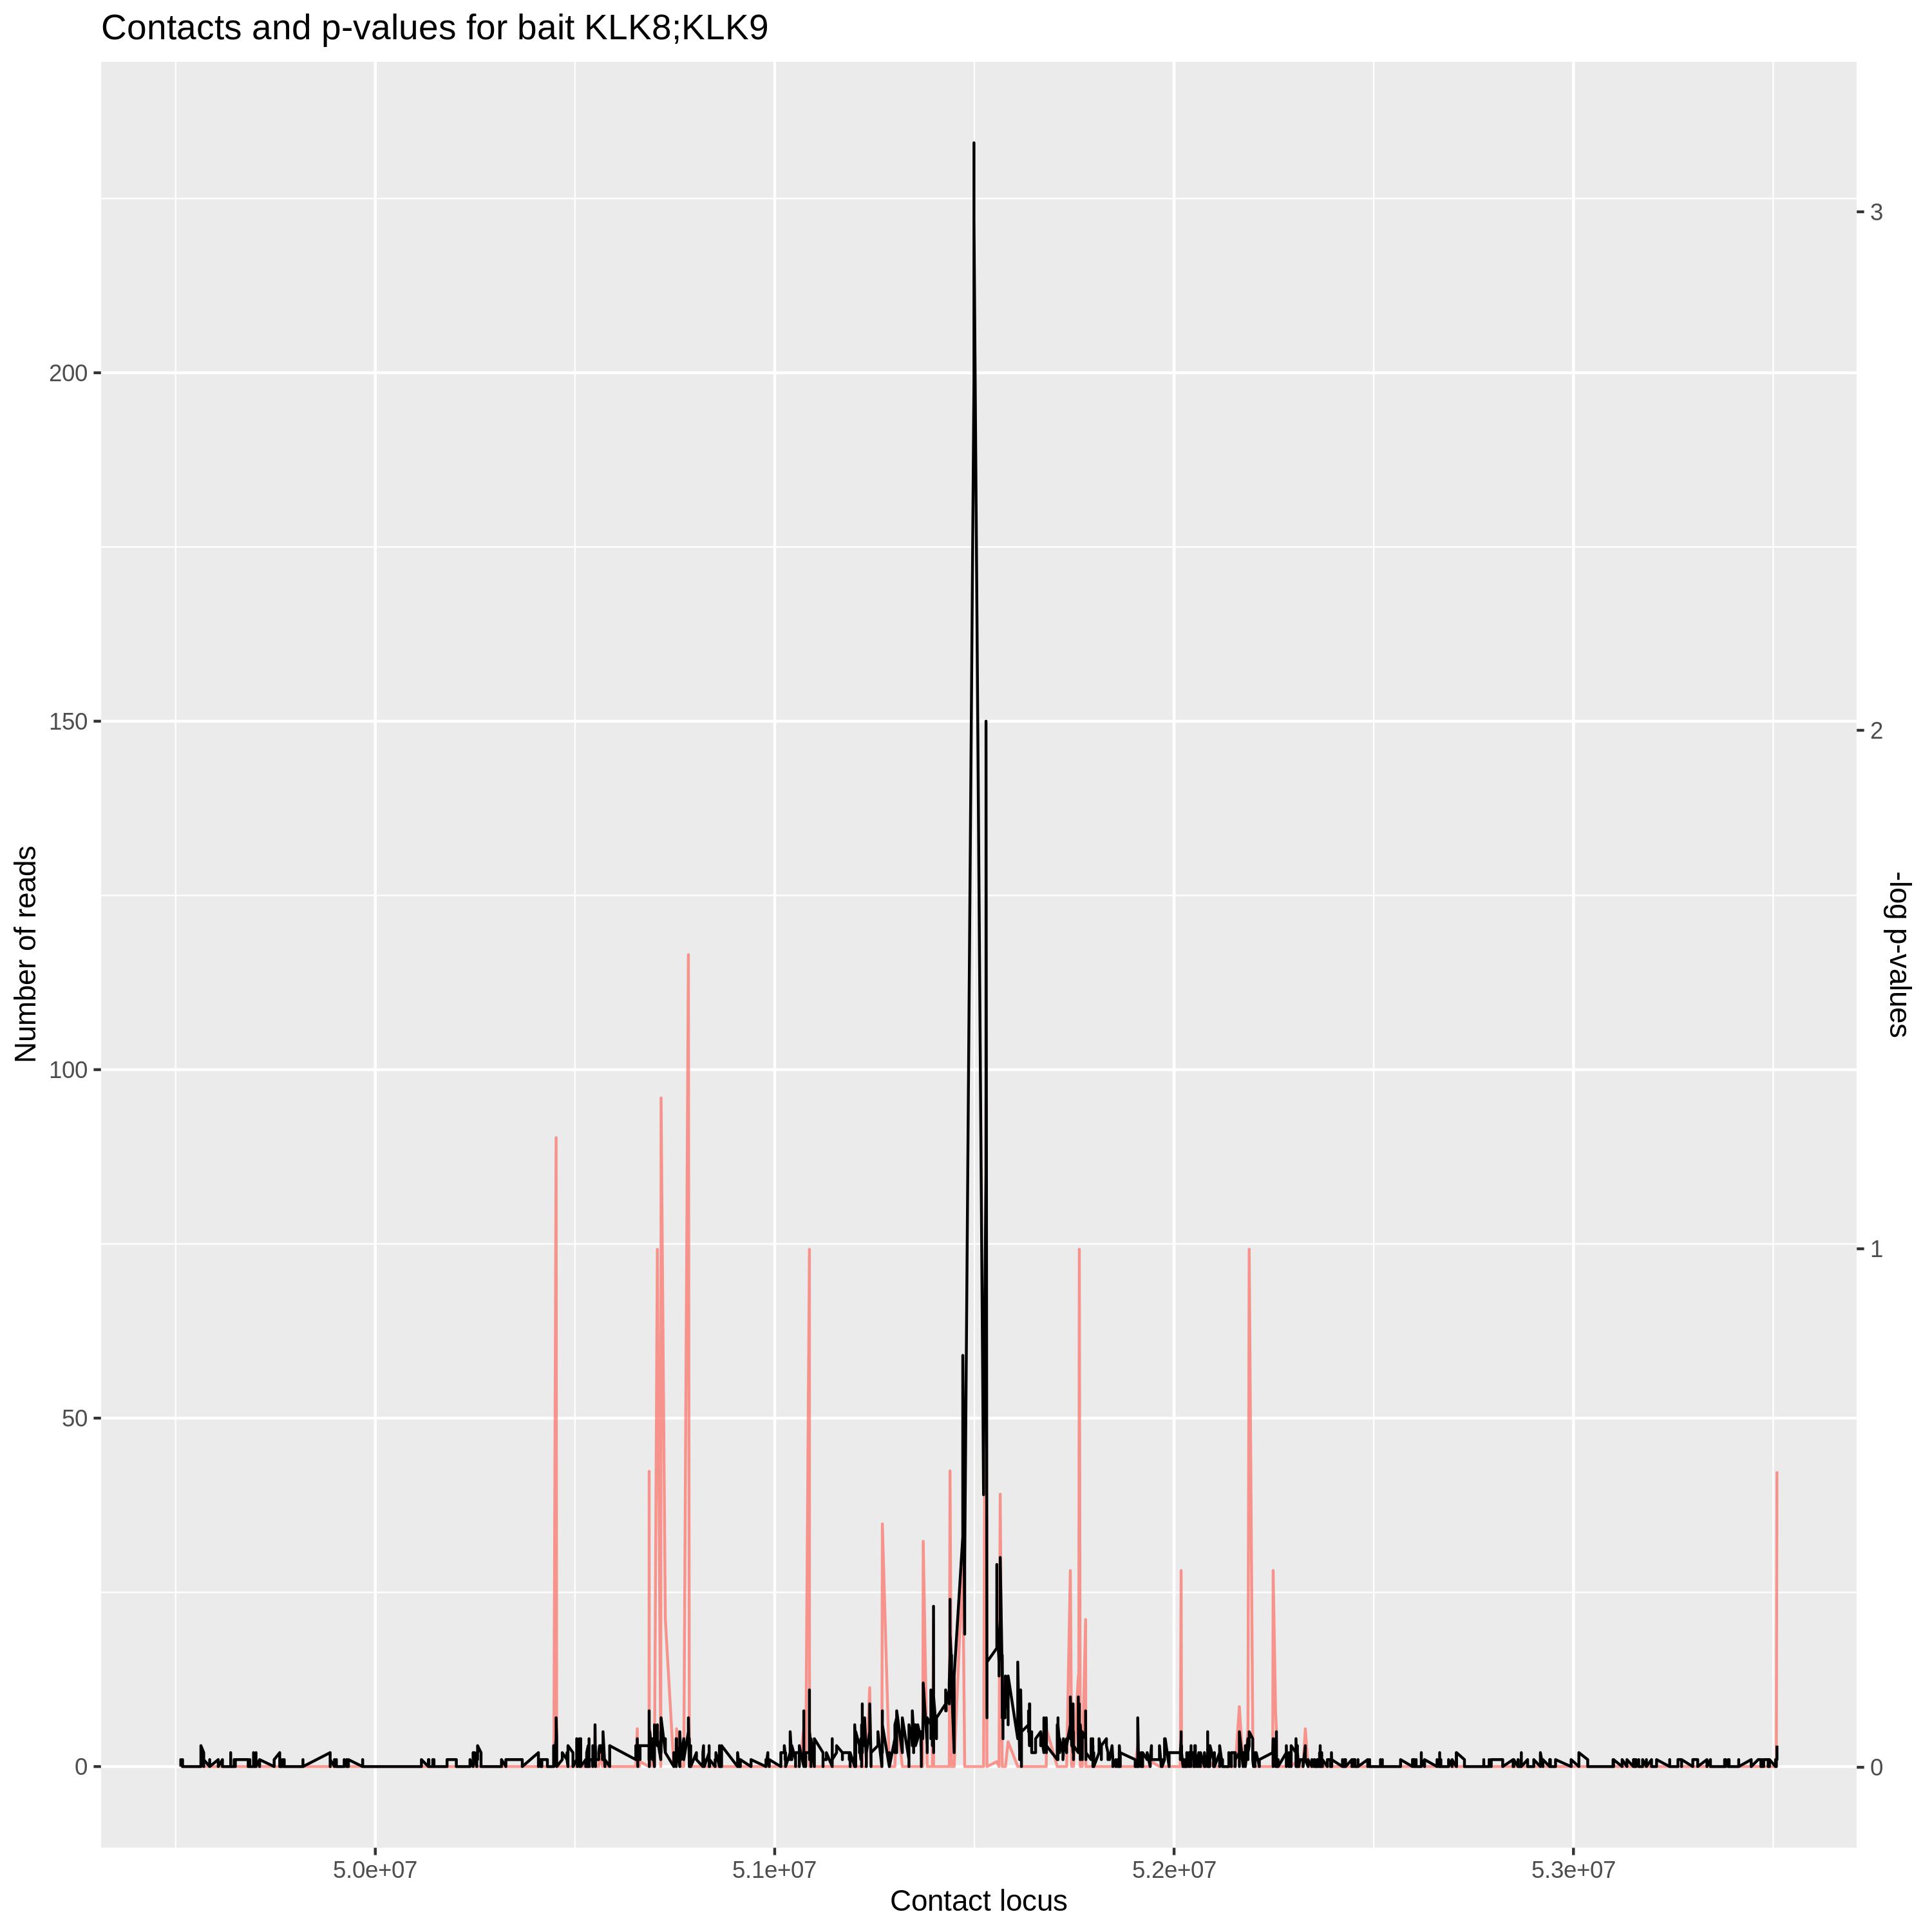 Contacts and p-values for bait KLK8;KLK9
Number of reads
200
150
100
50
0
3
2
1
0
-log p-values
5.0e+07
5.1e+07
5.2e+07
5.3e+07
Contact locus